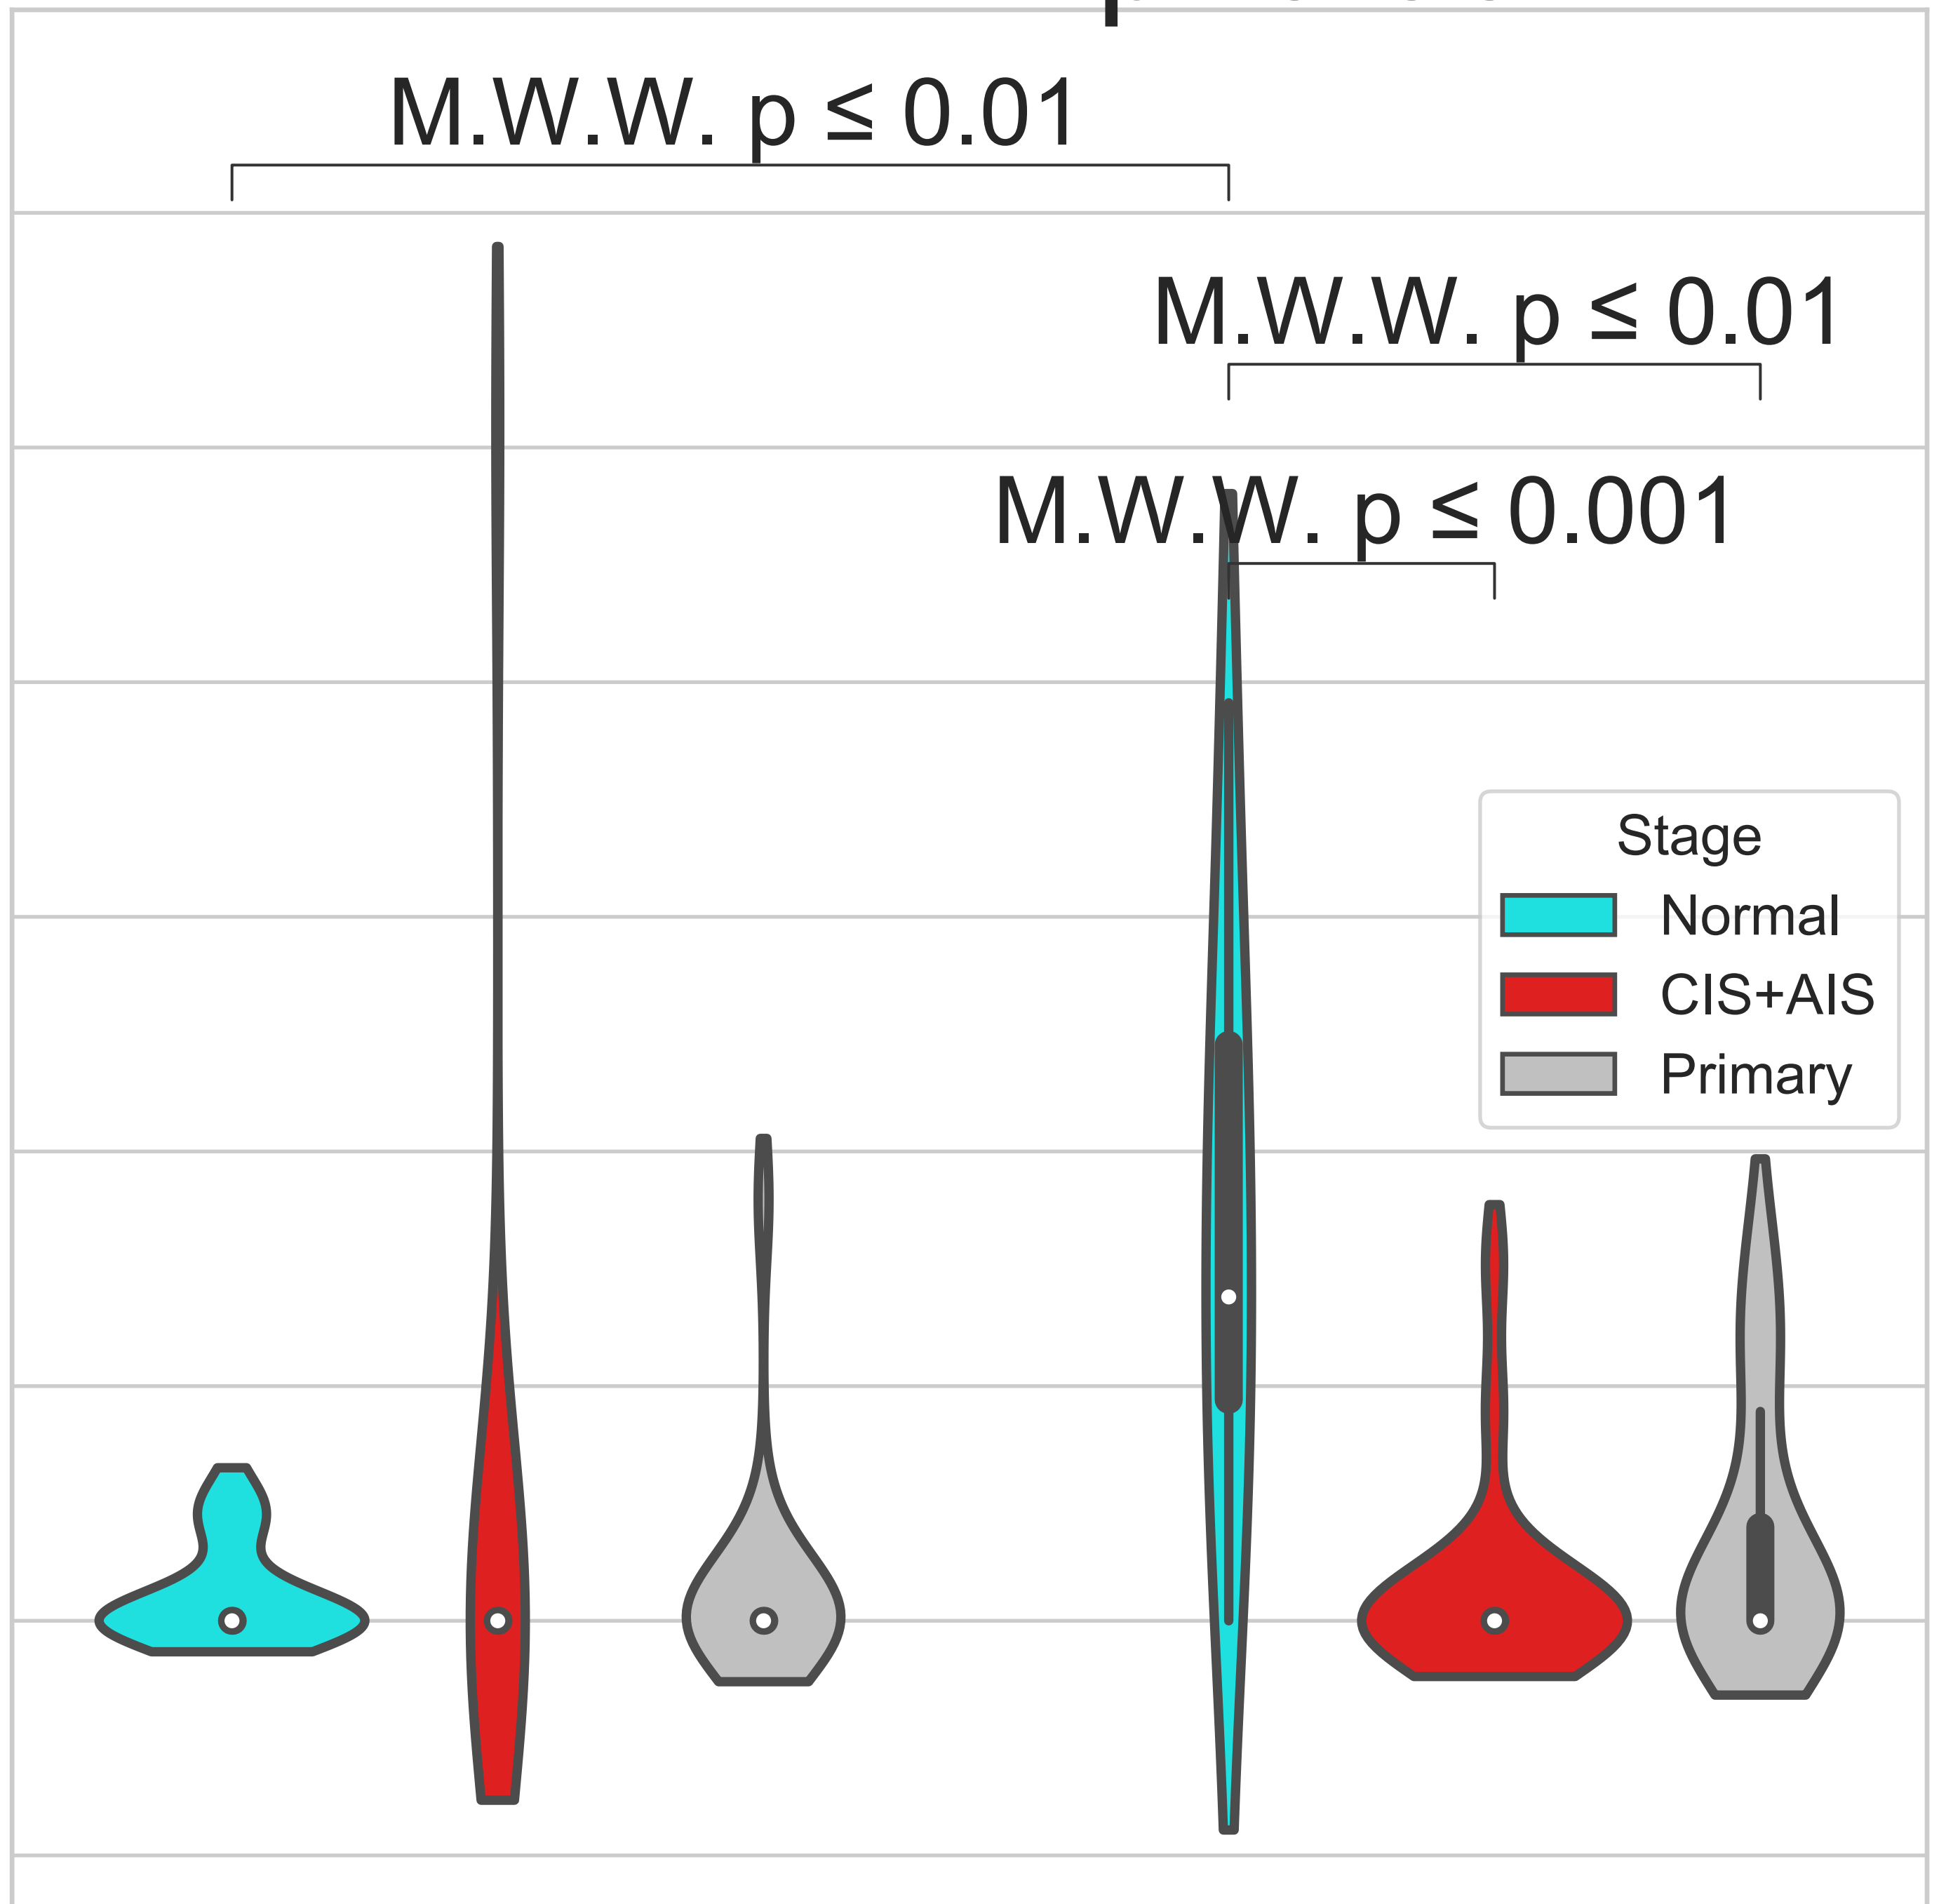 M.W.W. p ≤ 0.01
M.W.W. p ≤ 0.01
M.W.W. p ≤ 0.001
Stage
Normal
CIS+AIS
Primary